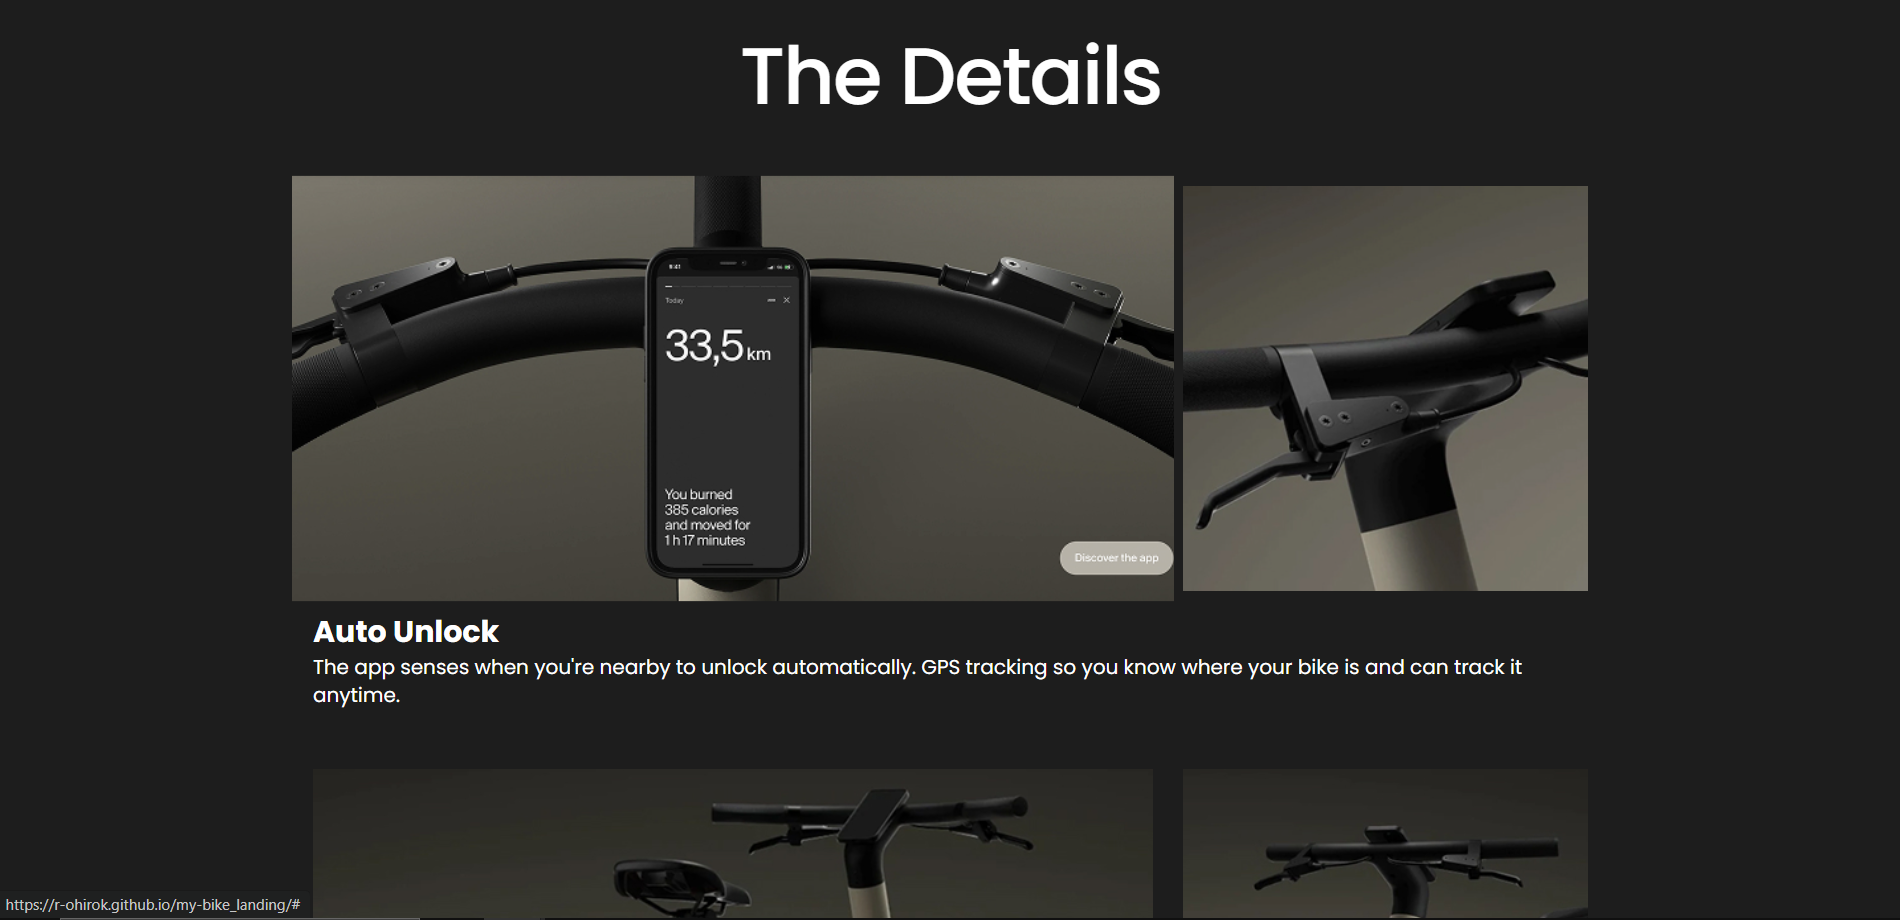 The Details
9:41
Today
33,5 km
You burned
385 calories
and moved for
1 h 17 minutes
Discover the app
Auto Unlock
The app senses when you're nearby to unlock automatically. GPS tracking so you know where your bike is and can track it
anytime.
https://r-ohirok.github.io/my-bike_landing/#